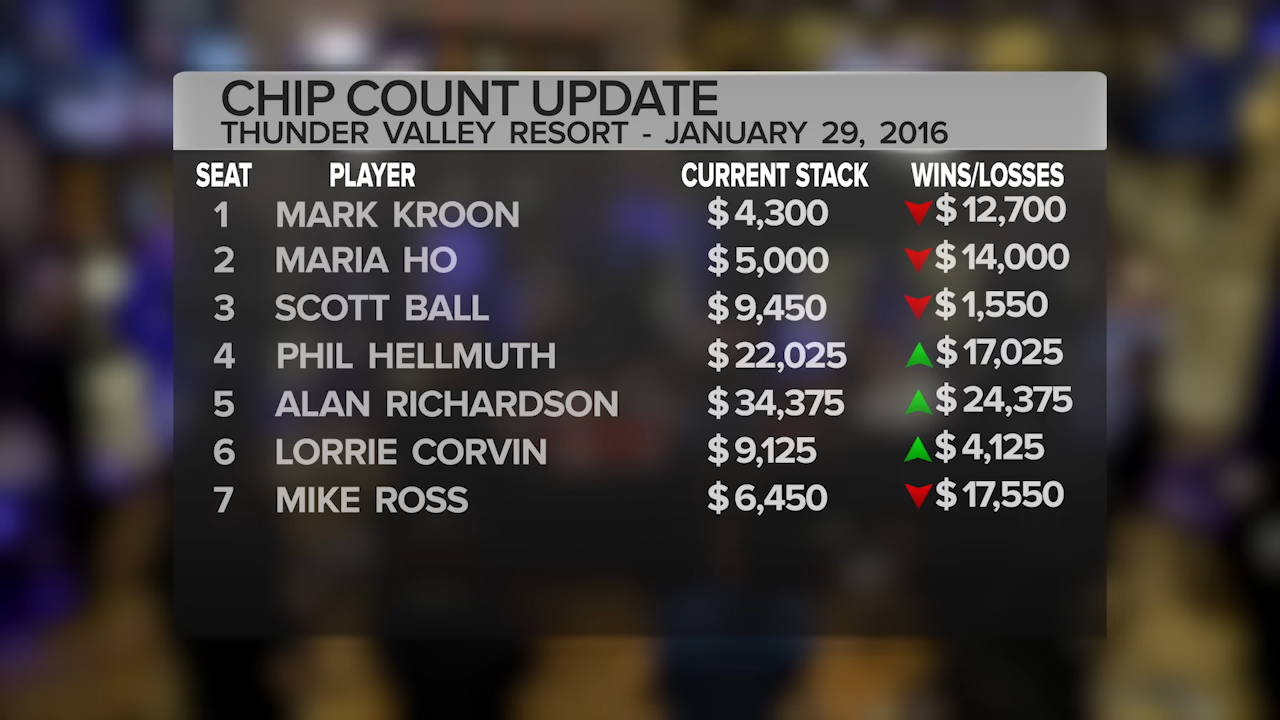 CHIP COUNT UPDATE
THUNDER VALLEY RESORT - JANUARY 29, 2016
SEAT PLAYER CURRENT STACK WINS/LOSSES
1 MARK KROON $4,300 $12,700
2 MARIA HO $5,000 $14,000
3 SCOTT BALL $9,450 $1,550
4 PHIL HELLMUTH $22,025 $17,025
5 ALAN RICHARDSON $34,375 $24,375
6 LORRIE CORVIN $9,125 $4,125
7 MIKE ROSS $6,450 $17,550